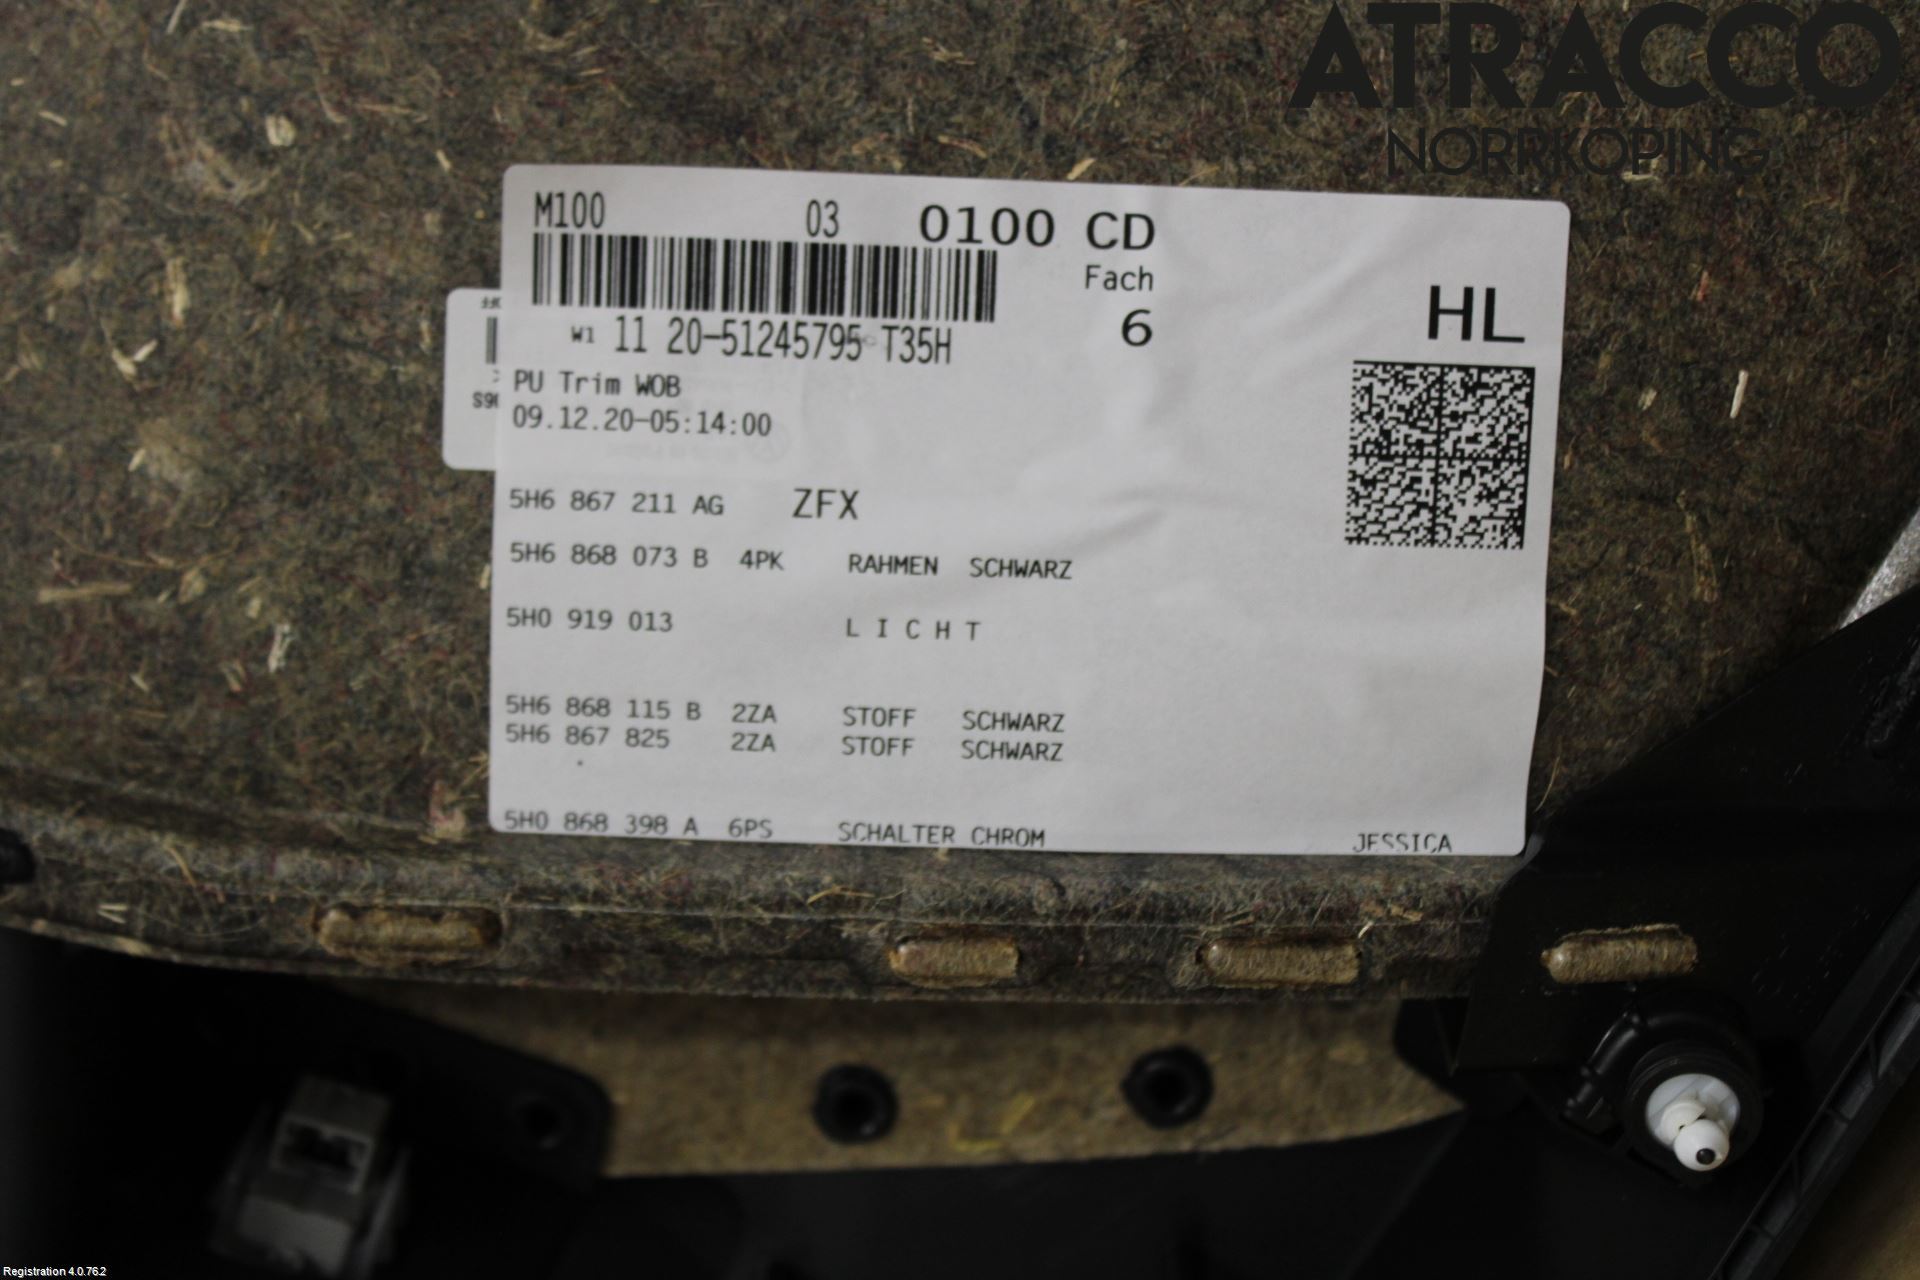 ATRACCO
NORRKÖPING
M100 03 0100 CD
Fach
6
HL
W1 11 20-51245795 T35H
PU Trim WOB
09.12.20-05:14:00
5H6 867 211 AG ZFX
5H6 868 073 B 4PK RAHMEN SCHWARZ
5H0 919 013 LICHT
5H6 868 115 B 2ZA STOFF SCHWARZ
5H6 867 825 2ZA STOFF SCHWARZ
5H0 868 398 A 6PS SCHALTER CHROM JESSICA
Registration 4.0.76.2